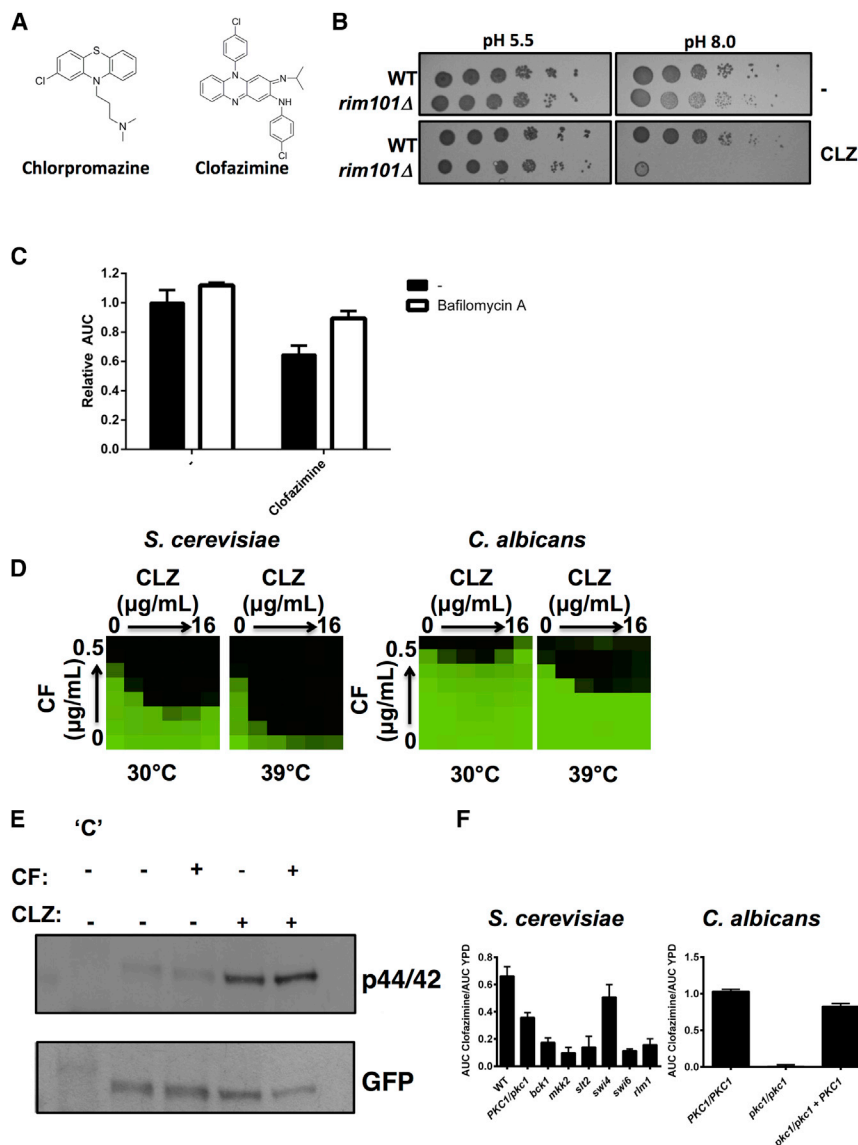 A
Cl
S
N
N
Chlorpromazine
Cl
N
N
N
NH
Cl
Clofazimine
B
pH 5.5 pH 8.0
WT
rim101Δ
-
WT
rim101Δ
CLZ
C
Relative AUC
1.2
1.0
0.8
0.6
0.4
0.2
0.0
-
Clofazimine
-
Bafilomycin A
D
S. cerevisiae C. albicans
CLZ
(µg/mL)
0 16
CLZ
(µg/mL)
0 16
CLZ
(µg/mL)
0 16
CLZ
(µg/mL)
0 16
CF
(µg/mL)
0.5
0
0.5
0
30°C 39°C 30°C 39°C
E
'C'
CF: - - + - +
CLZ: - - - + +
p44/42
GFP
F
S. cerevisiae
AUC Clofazimine/AUC YPD
0.8
0.6
0.4
0.2
0.0
WT
PKC1/pkc1
bck1
mkk2
slt2
swi4
swi6
rlm1
C. albicans
AUC Clofazimine/AUC YPD
1.5
1.0
0.5
0.0
PKC1/PKC1
pkc1/pkc1
pkc1/pkc1 + PKC1